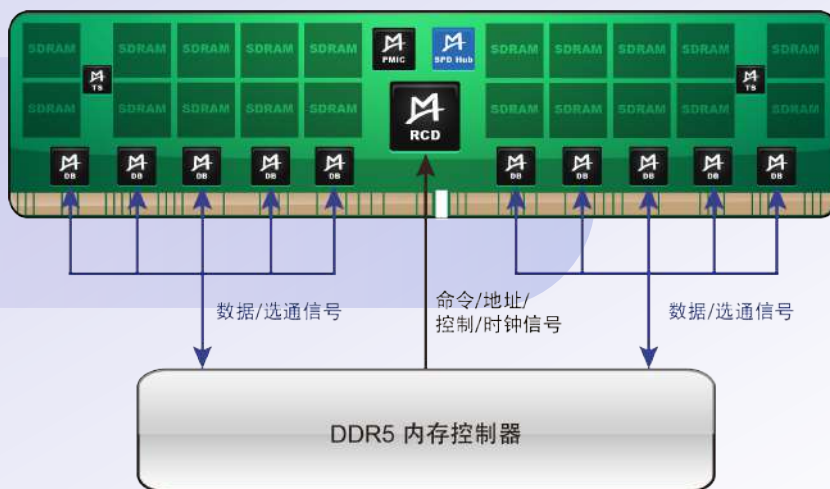 SDRAM SDRAM SDRAM SDRAM SDRAM PMIC SPD Hub SDRAM SDRAM SDRAM SDRAM SDRAM
TS TS
SDRAM SDRAM SDRAM SDRAM SDRAM RCD SDRAM SDRAM SDRAM SDRAM SDRAM
DB DB DB DB DB DB DB DB DB DB
数据/选通信号
命令/地址/
控制/时钟信号
数据/选通信号
DDR5 内存控制器